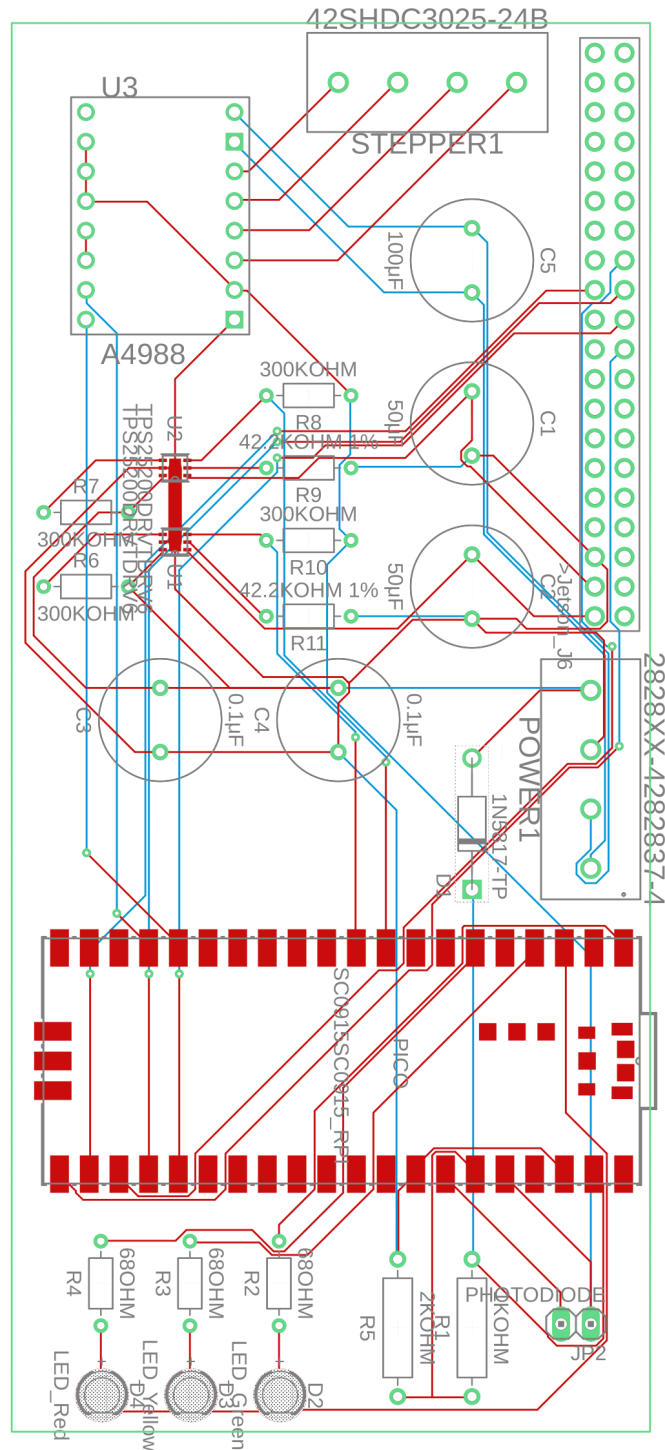 42SHDC3025-24B
U3
STEPPER1
100µF
C5
A4988
300KOHM
R8
50µF
C1
42.2KOHM 1%
R9
U2
R7
300KOHM
300KOHM
R10
R6
300KOHM
U1
42.2KOHM 1%
R11
50µF
C2
>Jetson_J6
C3
0.1µF
C4
0.1µF
POWER1
2828XX-4282837-4
1N5817-TP
D1
SC0915SC0915_RPI
PICO
R4
68OHM
R3
68OHM
R2
68OHM
R5
2KOHM
R1
PHOTODIODE
JP2
LED_Red
D4
LED_Yellow
D3
LED_Green
D2